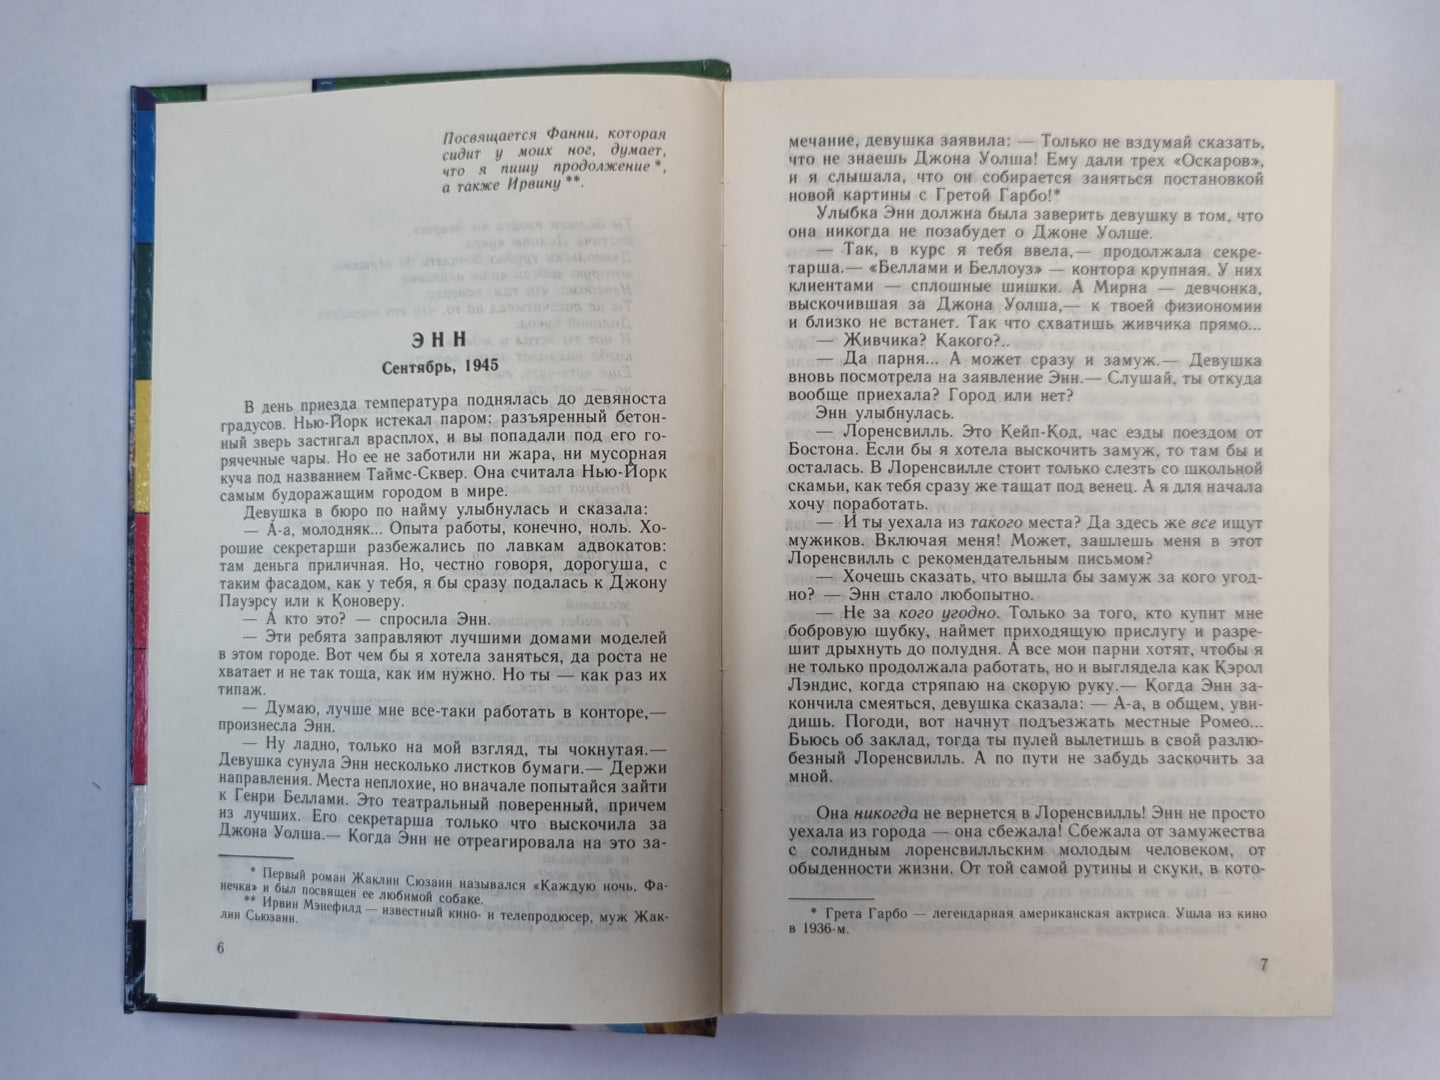 Посвящается Фанни, которая
сидит у моих ног, думает,
что я пишу продолжение *,
а также Ирвину **.
ЭНН
Сентябрь, 1945
В день приезда температура поднялась до девяноста
градусов. Нью-Йорк истекал паром: разъяренный бетон-
ный зверь застигал врасплох, и вы попадали под его го-
рячечные чары. Но ее не заботили ни жара, ни мусорная
куча под названием Таймс-Сквер. Она считала Нью-Йорк
самым будоражащим городом в мире.
Девушка в бюро по найму улыбнулась и сказала:
— А-а, молодняк... Опыта работы, конечно, ноль. Хо-
рошие секретарши разбежались по лавкам адвокатов:
там деньга приличная. Но, честно говоря, дорогуша, с
таким фасадом, как у тебя, я бы сразу подалась к Джону
Пауэрсу или к Коноверу.
— А кто это? — спросила Энн.
— Эти ребята заправляют лучшими домами моделей
в этом городе. Вот чем бы я хотела заняться, да роста не
хватает и не так тоща, как им нужно. Но ты — как раз их
типаж.
— Думаю, лучше мне все-таки работать в конторе,—
произнесла Энн.
— Ну ладно, только на мой взгляд, ты чокнутая.—
Девушка сунула Энн несколько листков бумаги.— Держи
направления. Места неплохие, но вначале попытайся зайти
к Генри Беллами. Это театральный поверенный, причем
из лучших. Его секретарша только что выскочила за
Джона Уолша.— Когда Энн не отреагировала на это за-
* Первый роман Жаклин Сюзанн назывался «Каждую ночь, Фа-
нечка» и был посвящен ее любимой собаке.
** Ирвин Мэнефилд — известный кино- и телепродюсер, муж Жак-
лин Сьюзанн.
6
мечание, девушка заявила: — Только не вздумай сказать,
что не знаешь Джона Уолша! Ему дали трех «Оскаров»,
и я слышала, что он собирается заняться постановкой
новой картины с Гретой Гарбо!*
Улыбка Энн должна была заверить девушку в том, что
она никогда не позабудет о Джоне Уолше.
— Так, в курс я тебя ввела,— продолжала секре-
тарша.— «Беллами и Беллоуз» — контора крупная. У них
клиентами — сплошные шишки. А Мирна — девчонка,
выскочившая за Джона Уолша,— к твоей физиономии
и близко не встанет. Так что схватишь живчика прямо...
— Живчика? Какого?..
— Да парня... А может сразу и замуж.— Девушка
вновь посмотрела на заявление Энн.— Слушай, ты откуда
вообще приехала? Город или нет?
Энн улыбнулась.
— Лоренсвилль. Это Кейп-Код, час езды поездом от
Бостона. Если бы я хотела выскочить замуж, то там бы и
осталась. В Лоренсвилле стоит только слезть со школьной
скамьи, как тебя сразу же тащат под венец. А я для начала
хочу поработать.
— И ты уехала из такого места? Да здесь же все ищут
мужиков. Включая меня! Может, зашлешь меня в этот
Лоренсвилль с рекомендательным письмом?
— Хочешь сказать, что вышла бы замуж за кого угод-
но? — Энн стало любопытно.
— Не за кого угодно. Только за того, кто купит мне
бобровую шубку, наймет приходящую прислугу и разре-
шит дрыхнуть до полудня. А все мои парни хотят, чтобы я
не только продолжала работать, но и выглядела как Кэрол
Лэндис, когда стряпаю на скорую руку.— Когда Энн за-
кончила смеяться, девушка сказала: — А-а, в общем, уви-
дишь. Погоди, вот начнут подъезжать местные Ромео...
Бьюсь об заклад, тогда ты пулей вылетишь в свой разлю-
безный Лоренсвилль. А по пути не забудь заскочить за
мной.
Она никогда не вернется в Лоренсвилль! Энн не просто
уехала из города — она сбежала! Сбежала от замужества
с солидным лоренсвилльским молодым человеком, от
обыденности жизни. От той самой рутины и скуки, в кото-
* Грета Гарбо — легендарная американская актриса. Ушла из кино
в 1936-м.
7